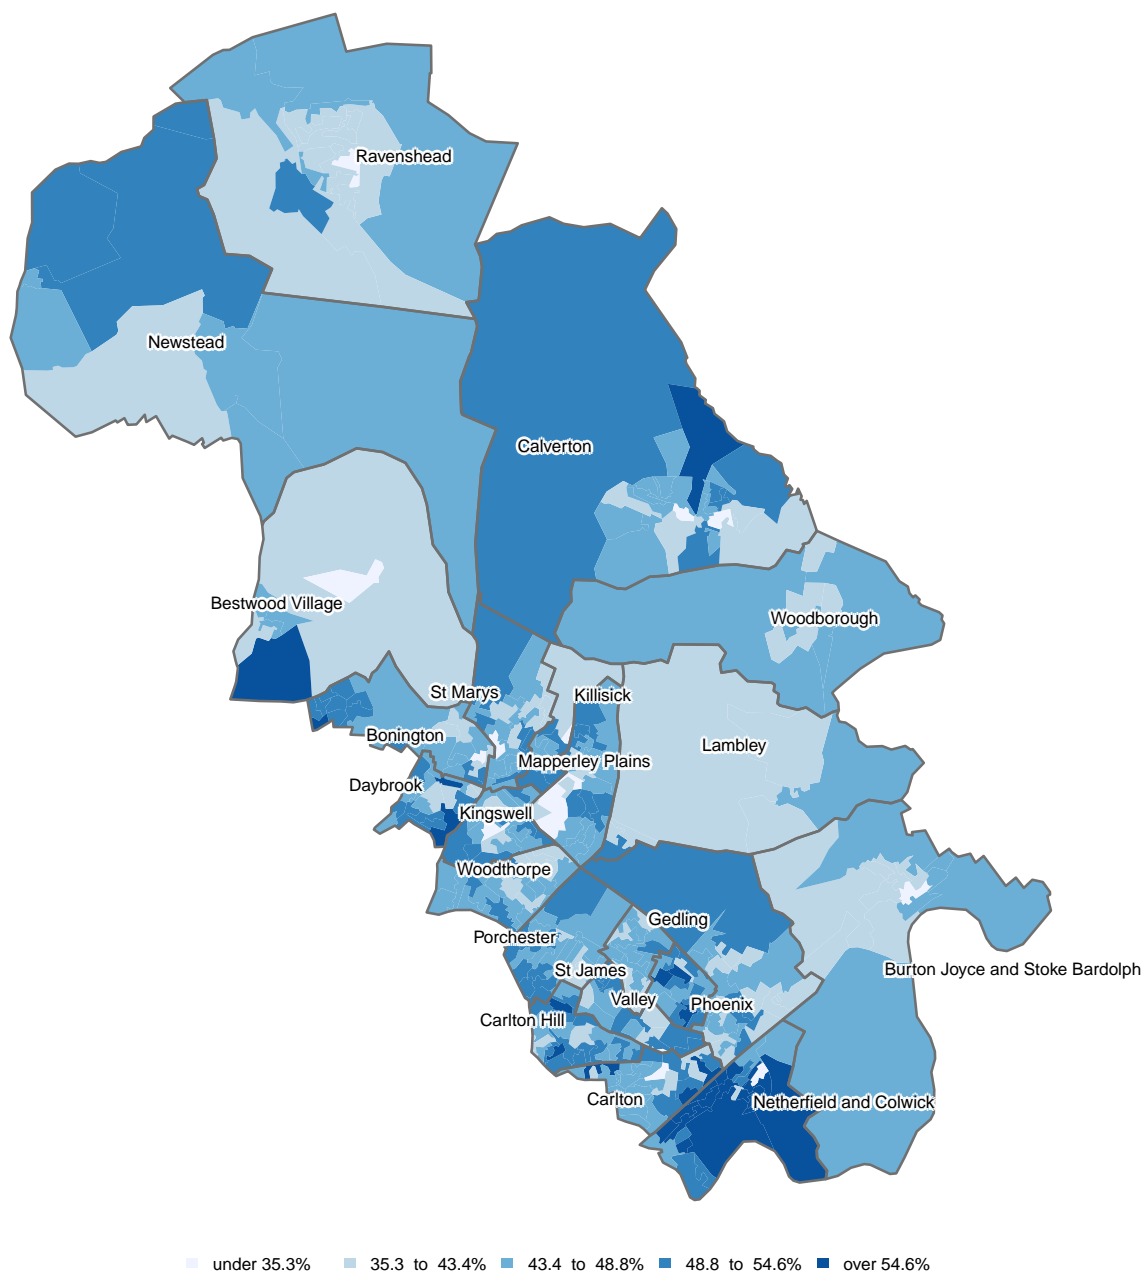 Ravenshead
Newstead
Calverton
Bestwood Village
Woodborough
St Marys
Killisick
Bonington
Lambley
Mapperley Plains
Daybrook
Kingswell
Woodthorpe
Gedling
Porchester
St James
Burton Joyce and Stoke Bardolph
Valley
Phoenix
Carlton Hill
Carlton
Netherfield and Colwick
under 35.3% 35.3 to 43.4% 43.4 to 48.8% 48.8 to 54.6% over 54.6%